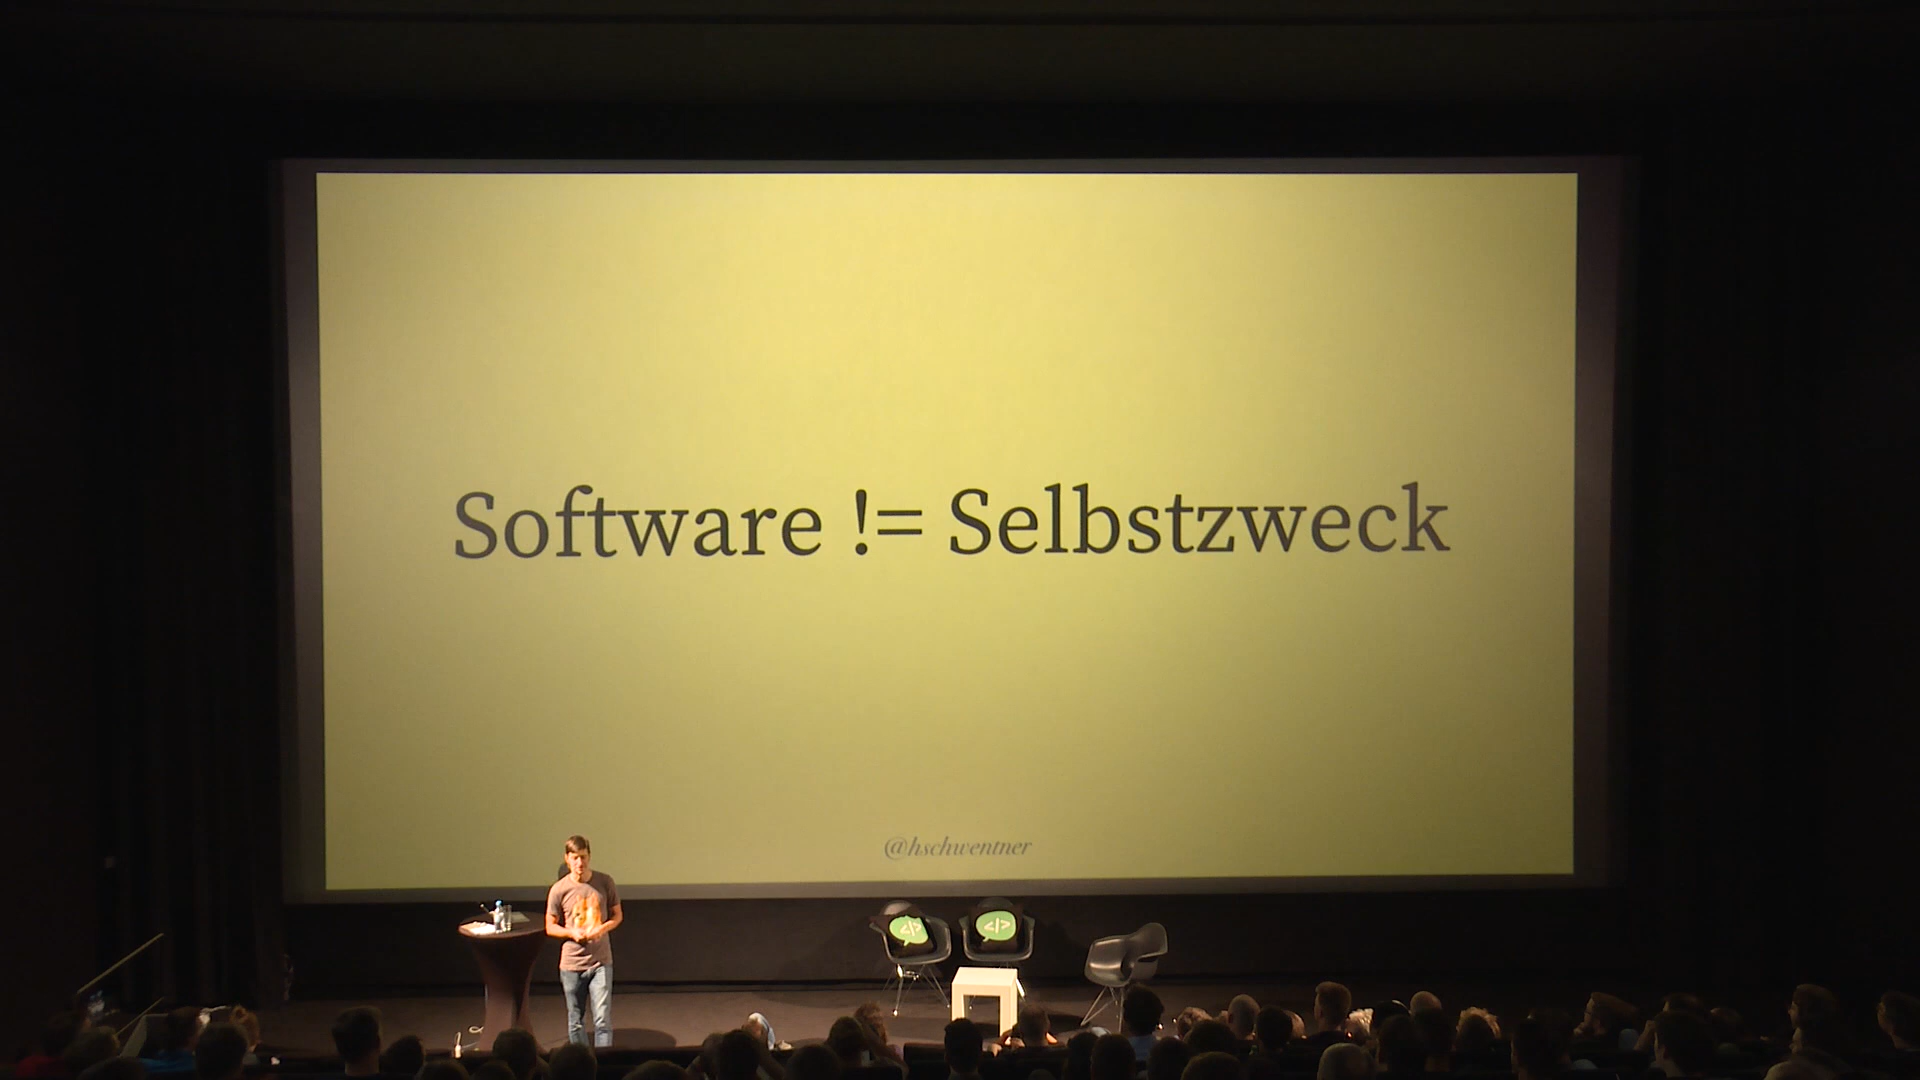 Software != Selbstzweck
@hschwentner
</>
</>